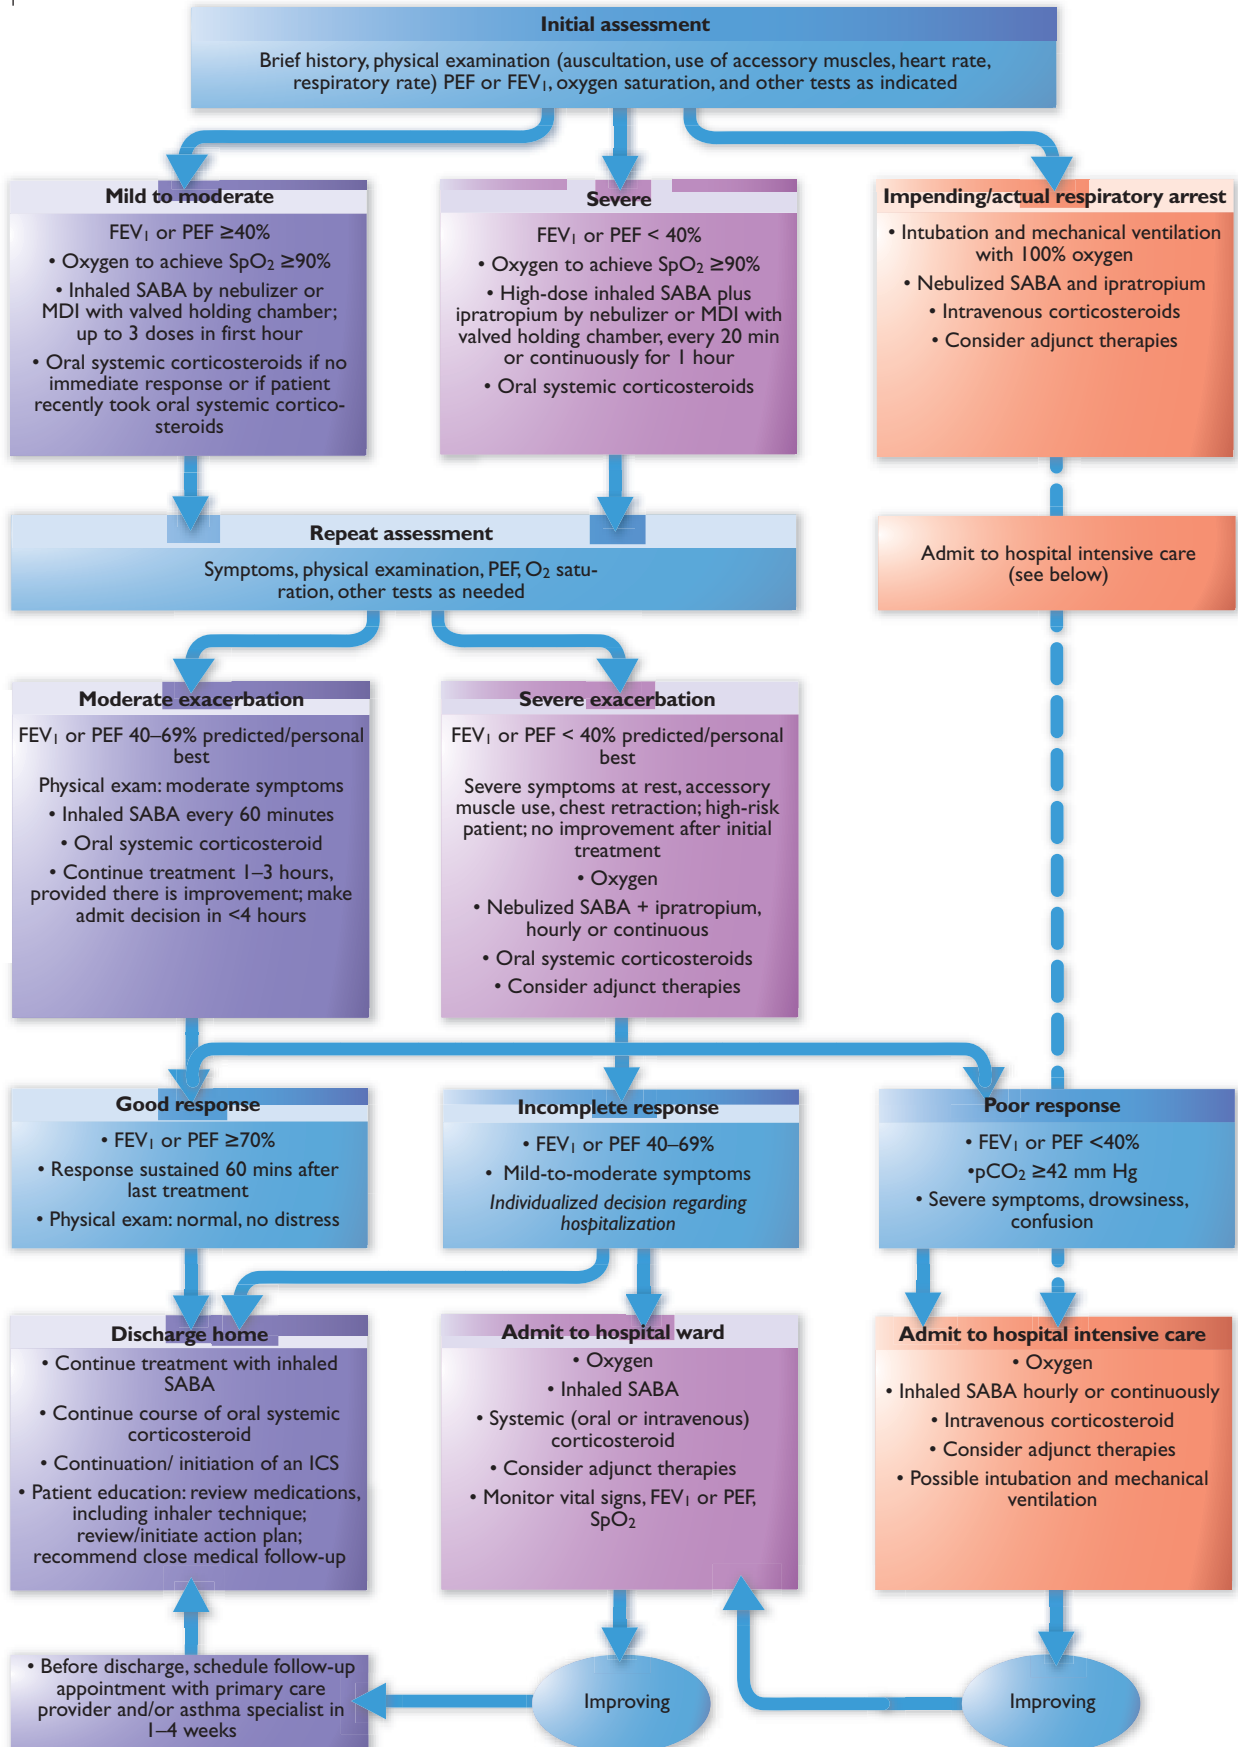 Initial assessment
Brief history, physical examination (auscultation, use of accessory muscles, heart rate,
respiratory rate) PEF or FEV1, oxygen saturation, and other tests as indicated
Mild to moderate
FEV1 or PEF ≥40%
• Oxygen to achieve SpO2 ≥90%
• Inhaled SABA by nebulizer or
MDI with valved holding chamber;
up to 3 doses in first hour
• Oral systemic corticosteroids if no
immediate response or if patient
recently took oral systemic cortico-
steroids
Severe
FEV1 or PEF < 40%
• Oxygen to achieve SpO2 ≥90%
• High-dose inhaled SABA plus
ipratropium by nebulizer or MDI with
valved holding chamber, every 20 min
or continuously for 1 hour
• Oral systemic corticosteroids
Impending/actual respiratory arrest
• Intubation and mechanical ventilation
with 100% oxygen
• Nebulized SABA and ipratropium
• Intravenous corticosteroids
• Consider adjunct therapies
Repeat assessment
Symptoms, physical examination, PEF, O2 satu-
ration, other tests as needed
Admit to hospital intensive care
(see below)
Moderate exacerbation
FEV1 or PEF 40–69% predicted/personal
best
Physical exam: moderate symptoms
• Inhaled SABA every 60 minutes
• Oral systemic corticosteroid
• Continue treatment 1–3 hours,
provided there is improvement; make
admit decision in <4 hours
Severe exacerbation
FEV1 or PEF < 40% predicted/personal
best
Severe symptoms at rest, accessory
muscle use, chest retraction; high-risk
patient; no improvement after initial
treatment
• Oxygen
• Nebulized SABA + ipratropium,
hourly or continuous
• Oral systemic corticosteroids
• Consider adjunct therapies
Good response
• FEV1 or PEF ≥70%
• Response sustained 60 mins after
last treatment
• Physical exam: normal, no distress
Incomplete response
• FEV1 or PEF 40–69%
• Mild-to-moderate symptoms
Individualized decision regarding
hospitalization
Poor response
• FEV1 or PEF <40%
•pCO2 ≥42 mm Hg
• Severe symptoms, drowsiness,
confusion
Discharge home
• Continue treatment with inhaled
SABA
• Continue course of oral systemic
corticosteroid
• Continuation/ initiation of an ICS
• Patient education: review medications,
including inhaler technique;
review/initiate action plan;
recommend close medical follow-up
Admit to hospital ward
• Oxygen
• Inhaled SABA
• Systemic (oral or intravenous)
corticosteroid
• Consider adjunct therapies
• Monitor vital signs, FEV1 or PEF,
SpO2
Admit to hospital intensive care
• Oxygen
• Inhaled SABA hourly or continuously
• Intravenous corticosteroid
• Consider adjunct therapies
• Possible intubation and mechanical
ventilation
• Before discharge, schedule follow-up
appointment with primary care
provider and/or asthma specialist in
1–4 weeks
Improving
Improving